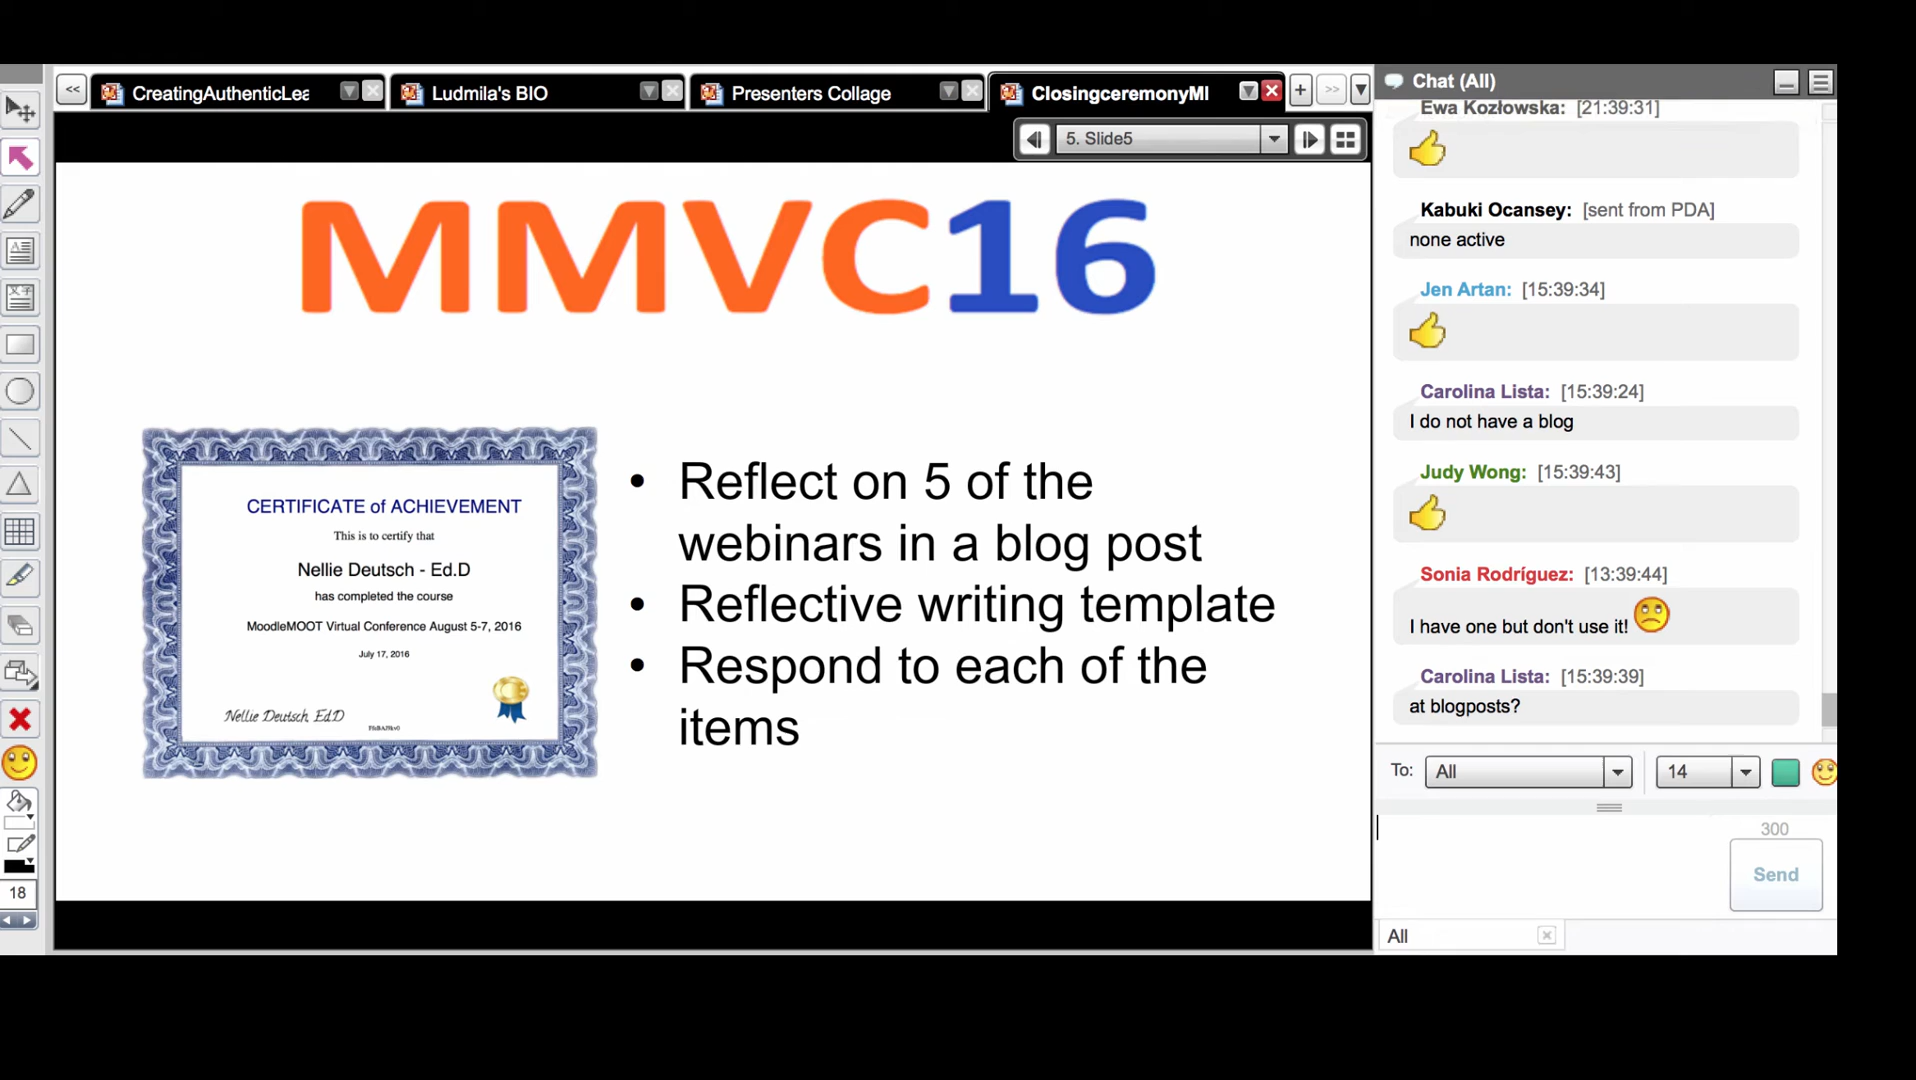 <<
CreatingAuthenticLea
Ludmila's BIO
Presenters Collage
ClosingceremonyMI
+
>>
5. Slide5
MMVC16
CERTIFICATE of ACHIEVEMENT
This is to certify that
Nellie Deutsch - Ed.D
has completed the course
MoodleMOOT Virtual Conference August 5-7, 2016
July 17, 2016
Nellie Deutsch Ed.D
• Reflect on 5 of the
webinars in a blog post
• Reflective writing template
• Respond to each of the
items
18
Chat (All)
Ewa Kozłowska: [21:39:31]
Kabuki Ocansey: [sent from PDA]
none active
Jen Artan: [15:39:34]
Carolina Lista: [15:39:24]
I do not have a blog
Judy Wong: [15:39:43]
Sonia Rodríguez: [13:39:44]
I have one but don't use it!
Carolina Lista: [15:39:39]
at blogposts?
To: All 14
300
Send
All